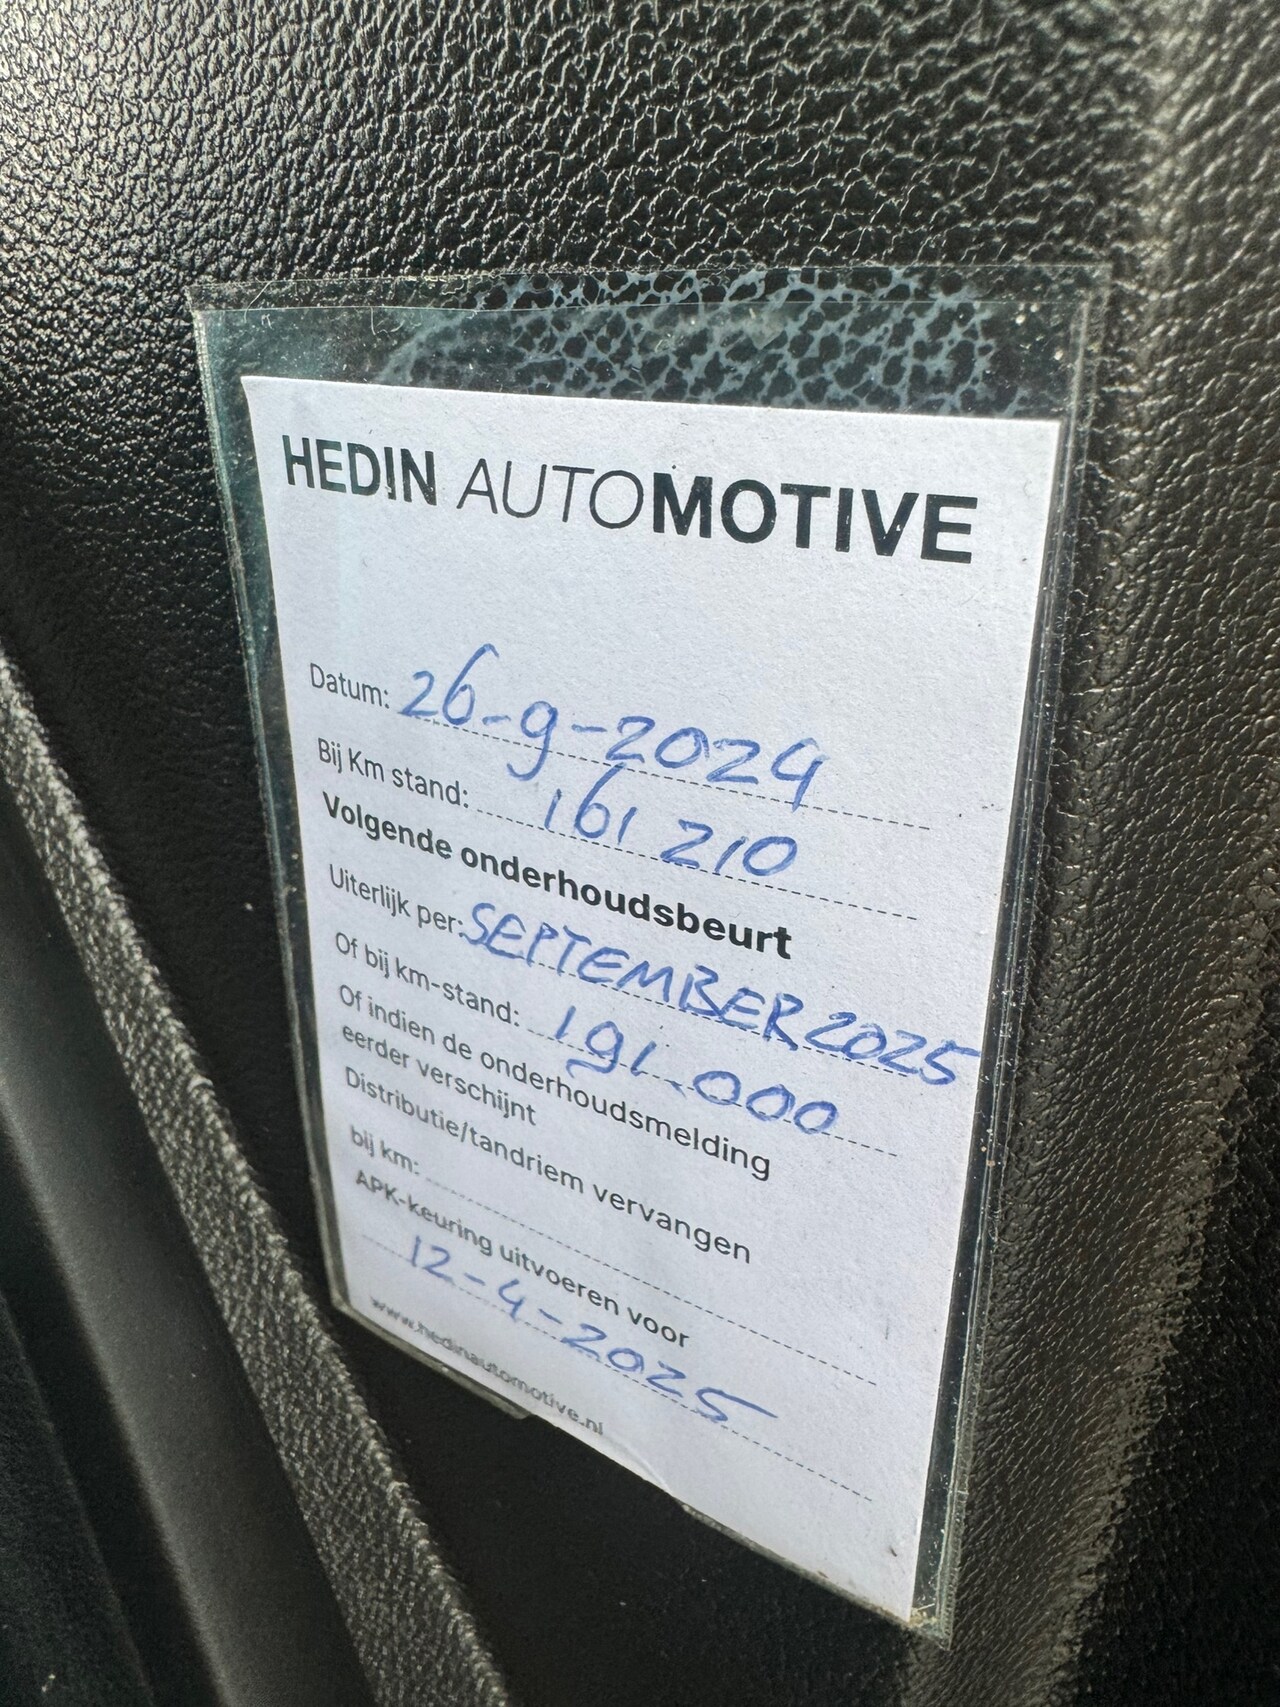 HEDIN AUTOMOTIVE
Datum: 26-9-2024
Bij Km stand: 161 210
Volgende onderhoudsbeurt
Uiterlijk per: SEPTEMBER 2025
Of bij km-stand: 191.000
Of indien de onderhoudsmelding
eerder verschijnt
Distributie/tandriem vervangen
bij km:
APK-keuring uitvoeren voor
12-4-2025
www.hedinautomotive.nl